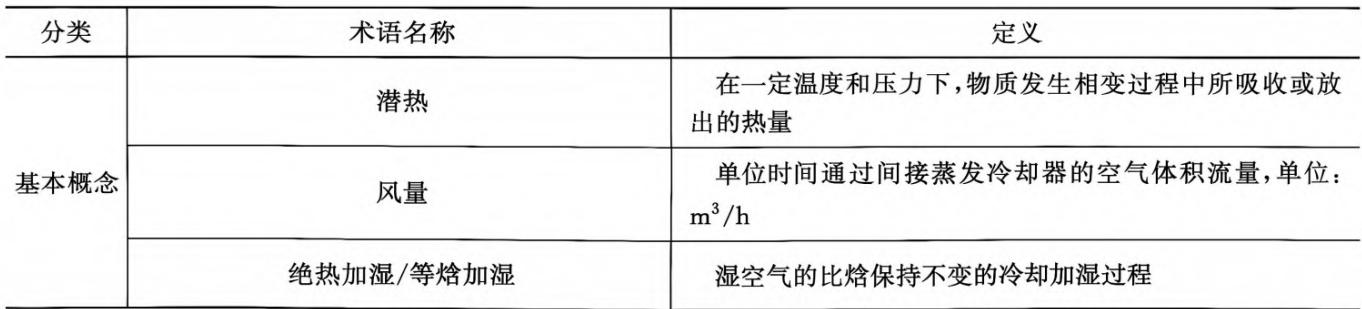 分类 术语名称 定义
潜热 在一定温度和压力下,物质发生相变过程中所吸收或放
出的热量
基本概念 风量 单位时间通过间接蒸发冷却器的空气体积流量,单位:
m³/h
绝热加湿/等焓加湿 湿空气的比焓保持不变的冷却加湿过程